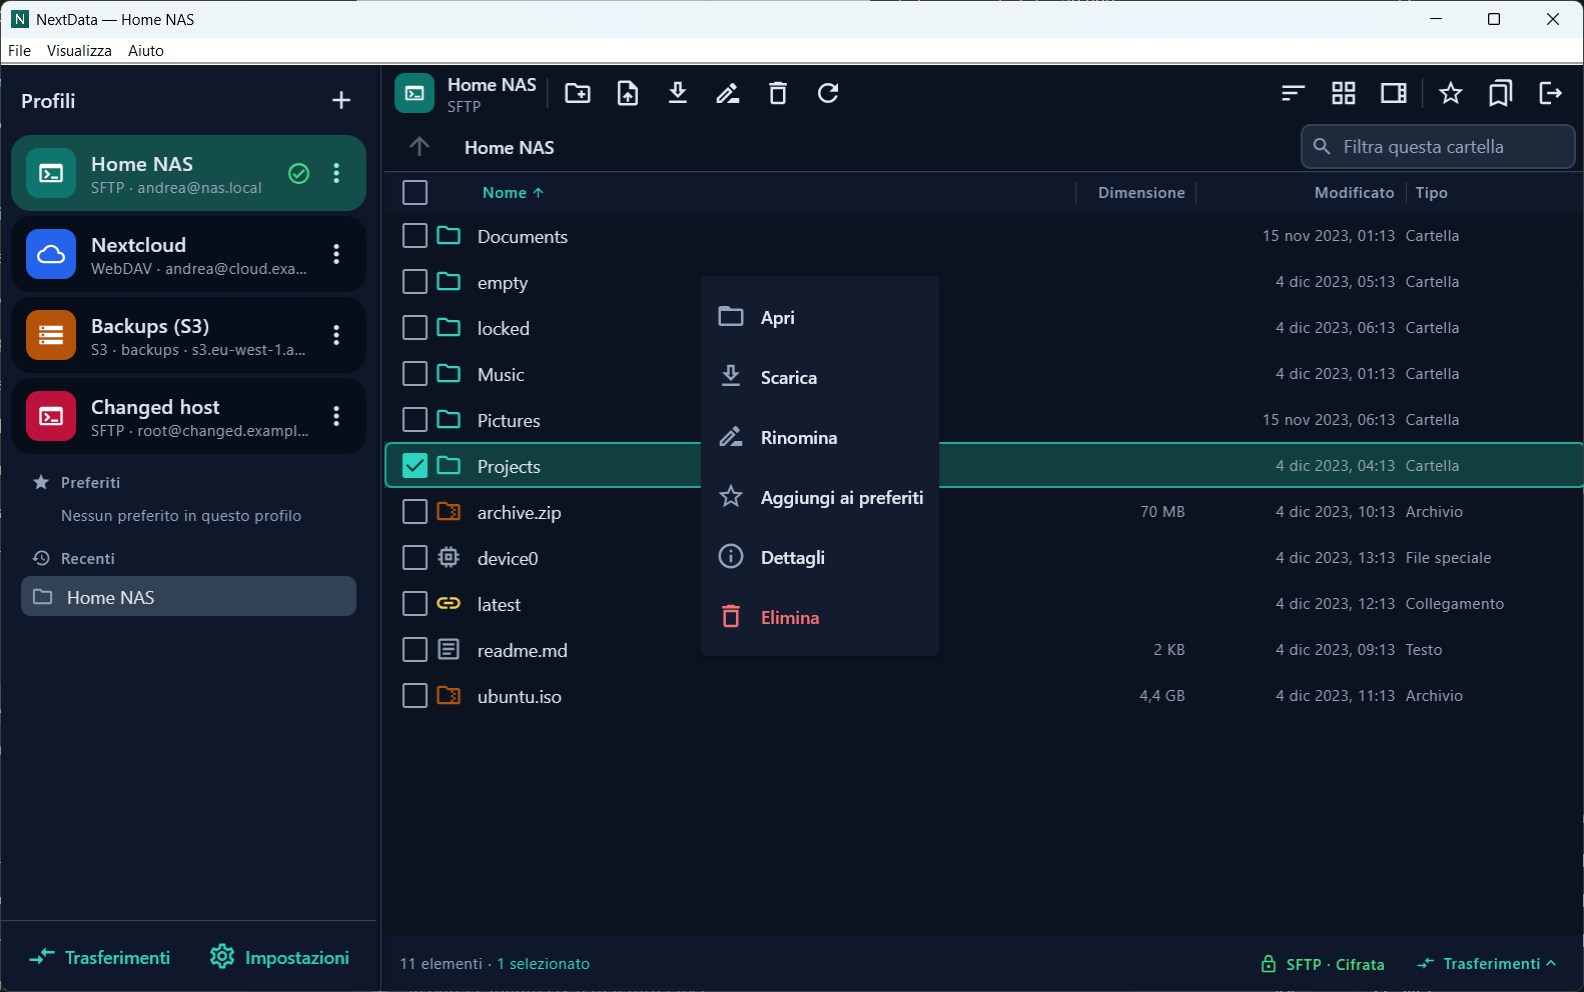 NextData — Home NAS
File Visualizza Aiuto
Profili
Home NAS
SFTP · andrea@nas.local
Nextcloud
WebDAV · andrea@cloud.exa...
Backups (S3)
S3 · backups · s3.eu-west-1.a...
Changed host
SFTP · root@changed.exampl...
Preferiti
Nessun preferito in questo profilo
Recenti
Home NAS
Trasferimenti Impostazioni
Home NAS
SFTP
Home NAS
Filtra questa cartella
Nome Dimensione Modificato Tipo
Documents 15 nov 2023, 01:13 Cartella
empty 4 dic 2023, 05:13 Cartella
locked 4 dic 2023, 06:13 Cartella
Music 4 dic 2023, 01:13 Cartella
Pictures 15 nov 2023, 06:13 Cartella
Projects 4 dic 2023, 04:13 Cartella
archive.zip 70 MB 4 dic 2023, 10:13 Archivio
device0 4 dic 2023, 13:13 File speciale
latest 4 dic 2023, 12:13 Collegamento
readme.md 2 KB 4 dic 2023, 09:13 Testo
ubuntu.iso 4,4 GB 4 dic 2023, 11:13 Archivio
Apri
Scarica
Rinomina
Aggiungi ai preferiti
Dettagli
Elimina
11 elementi · 1 selezionato
SFTP · Cifrata
Trasferimenti